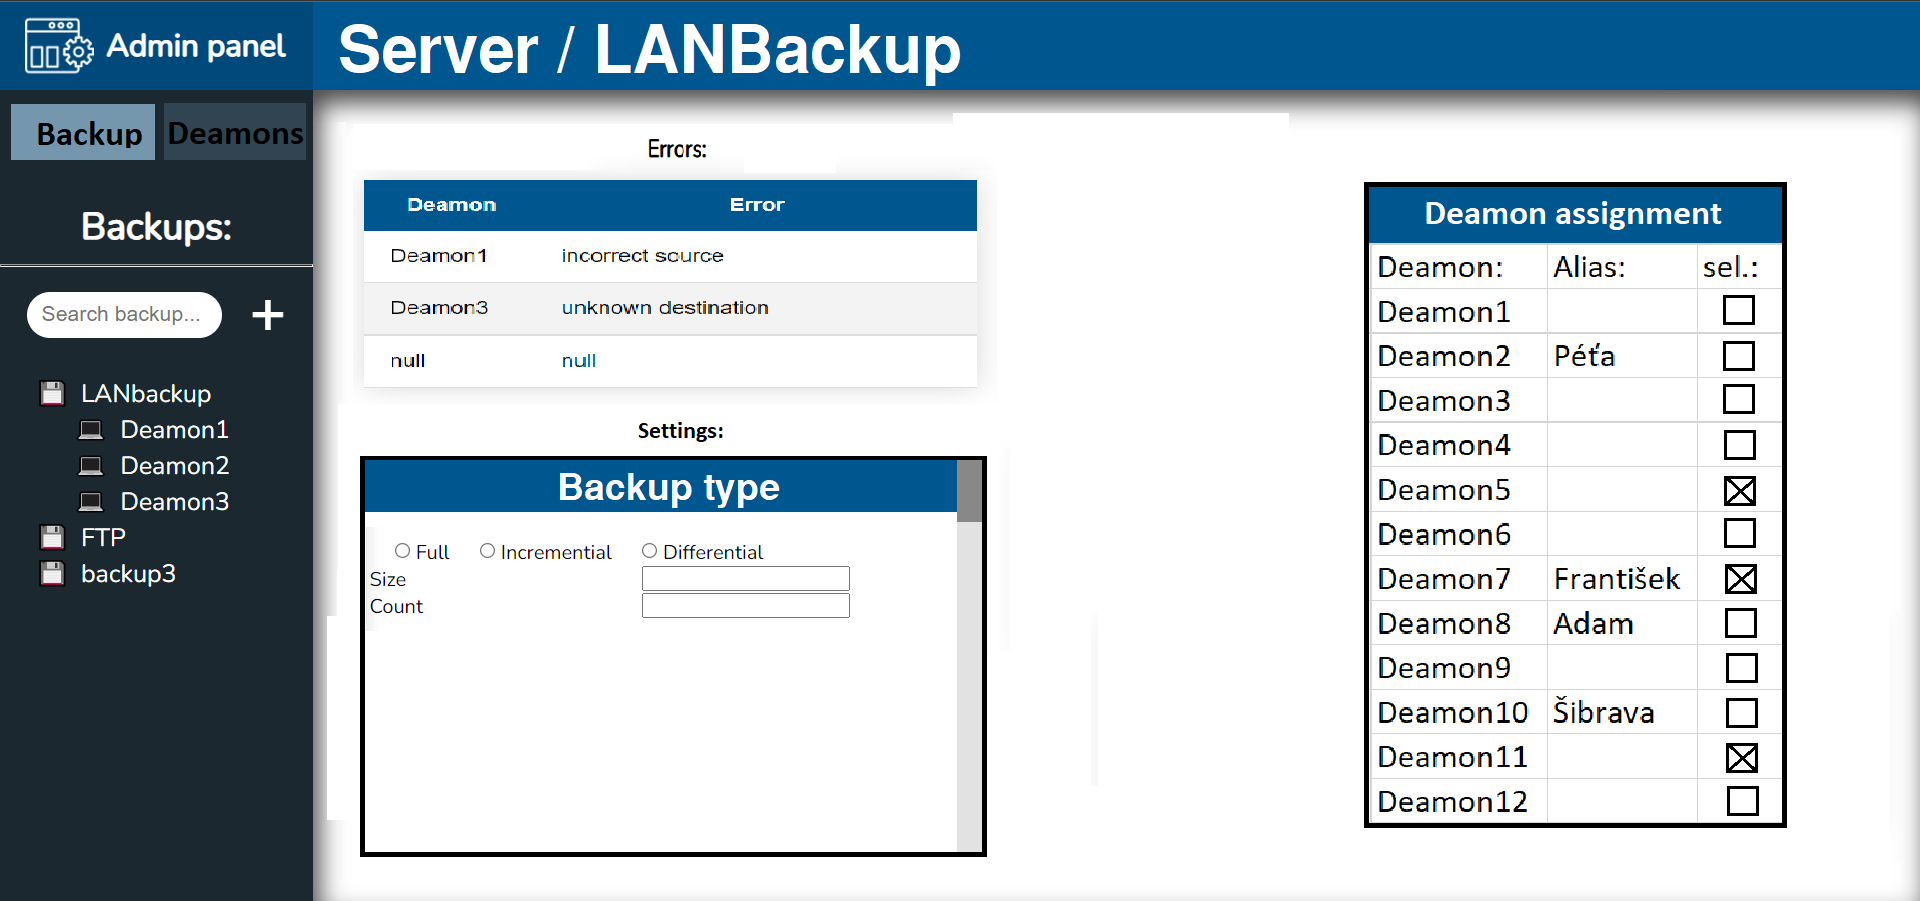 Admin panel
Server / LANBackup
Backup Deamons
Backups:
Search backup...
LANbackup
Deamon1
Deamon2
Deamon3
FTP
backup3
Errors:
Deamon Error
Deamon1 incorrect source
Deamon3 unknown destination
null null
Settings:
Backup type
Full Incremential Differential
Size
Count
Deamon assignment
Deamon: Alias: sel.:
Deamon1
Deamon2 Péťa
Deamon3
Deamon4
Deamon5
Deamon6
Deamon7 František
Deamon8 Adam
Deamon9
Deamon10 Šibrava
Deamon11
Deamon12